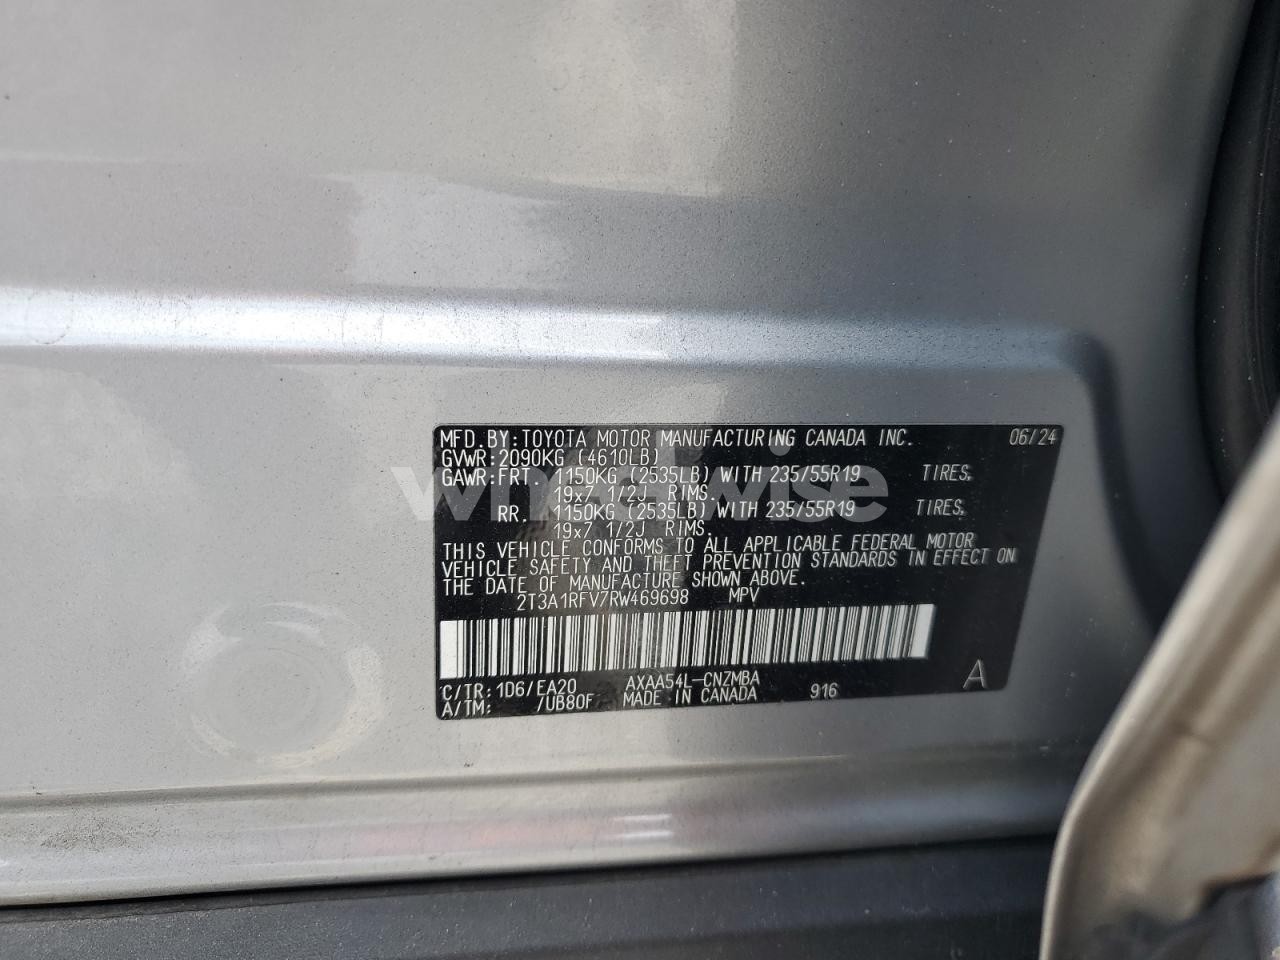 MFD.BY:TOYOTA MOTOR MANUFACTURING CANADA INC. 06/24
GVWR:2090KG (4610LB)
GAWR:FRT. 1150KG (2535LB) WITH 235/55R19 TIRES,
19x7 1/2J RIMS.
RR. 1150KG (2535LB) WITH 235/55R19 TIRES,
19x7 1/2J RIMS.
THIS VEHICLE CONFORMS TO ALL APPLICABLE FEDERAL MOTOR
VEHICLE SAFETY AND THEFT PREVENTION STANDARDS IN EFFECT ON
THE DATE OF MANUFACTURE SHOWN ABOVE.
2T3A1RFV7RW469698 MPV
C/TR: 1D6/EA20 AXAA54L-CNZMBA A
A/TM: /UB80F MADE IN CANADA 916
wheelwise